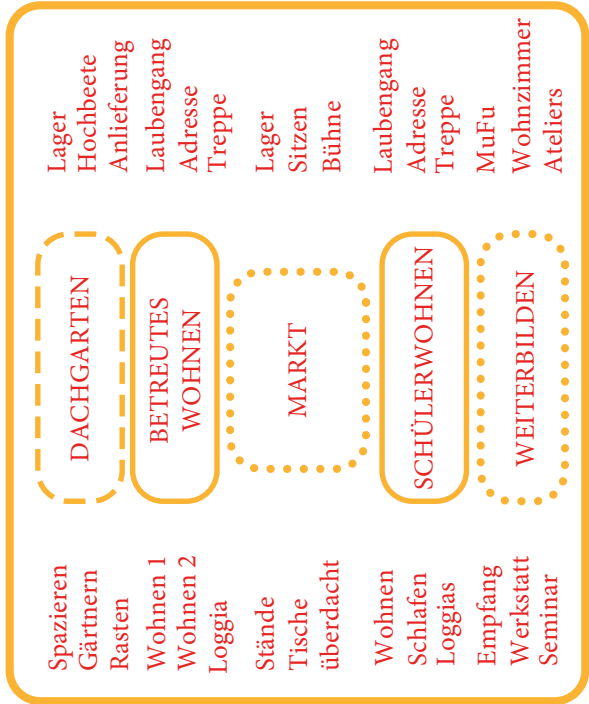 Lager
Hochbeete
Anlieferung
DACHGARTEN
Spazieren
Gärtnern
Rasten
Laubengang
Adresse
Treppe
BETREUTES
WOHNEN
Wohnen 1
Wohnen 2
Loggia
Lager
Sitzen
Bühne
MARKT
Stände
Tische
überdacht
Laubengang
Adresse
Treppe
SCHÜLERWOHNEN
Wohnen
Schlafen
Loggias
MuFu
Wohnzimmer
Ateliers
WEITERBILDEN
Empfang
Werkstatt
Seminar